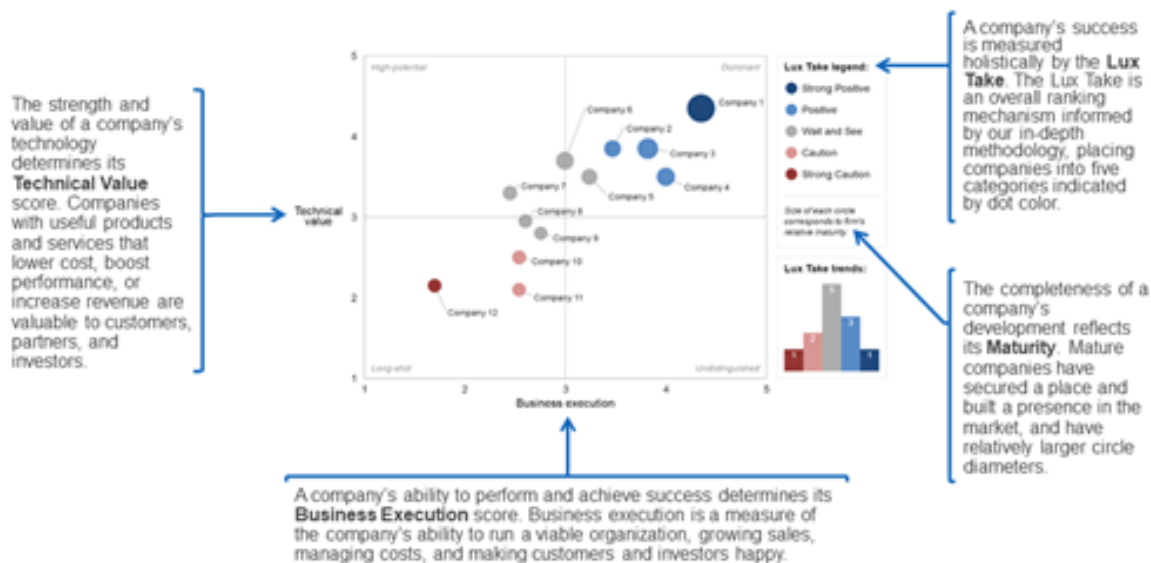 The strength and
value of a company's
technology
determines its
Technical Value
score. Companies
with useful products
and services that
lower cost, boost
performance, or
increase revenue are
valuable to customers,
partners, and
investors.
5
4
3
2
1
Technical
value
High-potential
Dominant
Company 1
Company 6
Company 2
Company 3
Company 7
Company 5
Company 4
Company 8
Company 9
Company 10
Company 11
Company 12
Long-shot
Undistinguished
1
2
3
4
5
Business execution
Lux Take legend:
Strong Positive
Positive
Wait and See
Caution
Strong Caution
Size of each circle
corresponds to firm's
relative maturity.
Lux Take trends:
1
2
5
3
1
A company's success
is measured
holistically by the Lux
Take. The Lux Take is
an overall ranking
mechanism informed
by our in-depth
methodology, placing
companies into five
categories indicated
by dot color.
The completeness of a
company's
development reflects
its Maturity. Mature
companies have
secured a place and
built a presence in the
market, and have
relatively larger circle
diameters.
A company's ability to perform and achieve success determines its
Business Execution score. Business execution is a measure of
the company's ability to run a viable organization, growing sales,
managing costs, and making customers and investors happy.